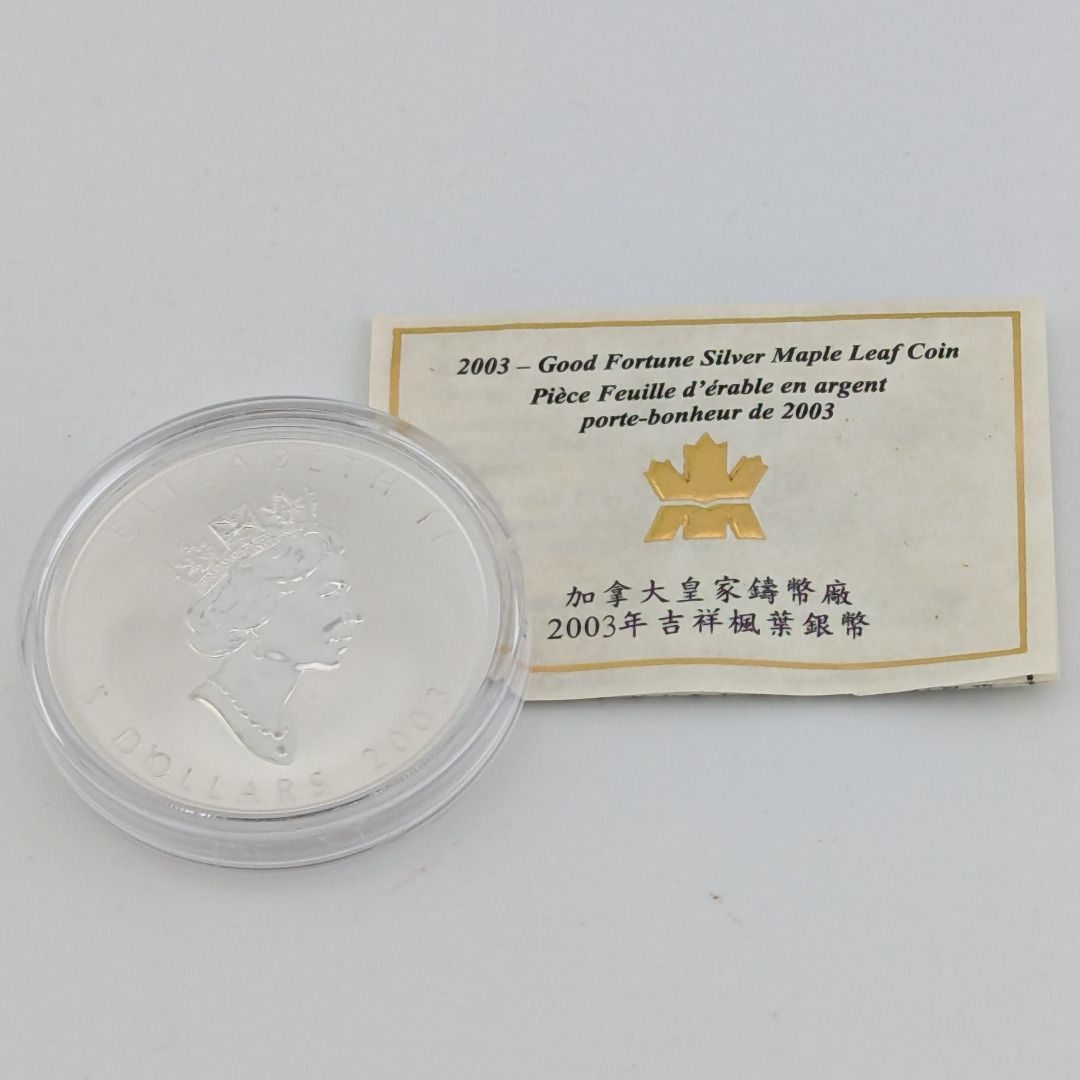 2003 – Good Fortune Silver Maple Leaf Coin
Pièce Feuille d'érable en argent
porte-bonheur de 2003
加拿大皇家鑄幣廠
2003年吉祥楓葉銀幣
ELIZABETH II
5 DOLLARS 2003